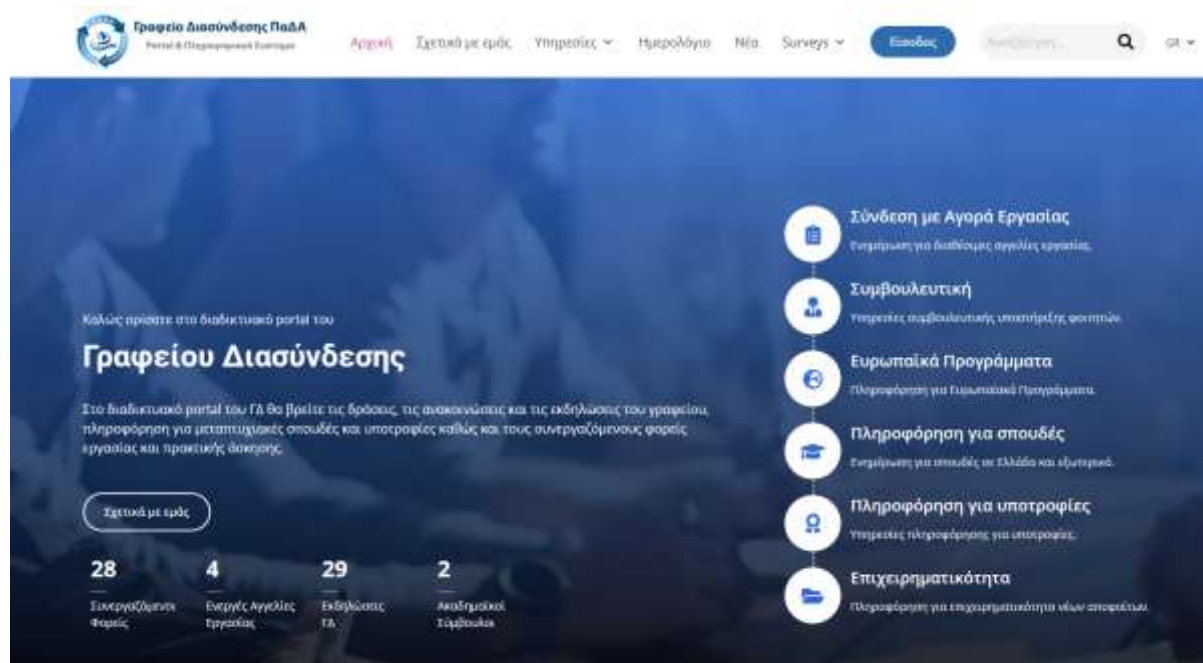 Γραφείο Διασύνδεσης ΠαΔΑ
Portal & Πληροφοριακό Σύστημα
Αρχική Σχετικά με εμάς Υπηρεσίες Ημερολόγιο Νέα Surveys Είσοδος Αναζήτηση... GR
Καλώς ορίσατε στο διαδικτυακό portal του
Γραφείου Διασύνδεσης
Στο διαδικτυακό portal του ΓΔ θα βρείτε τις δράσεις, τις ανακοινώσεις και τις εκδηλώσεις του γραφείου,
πληροφόρηση για μεταπτυχιακές σπουδές και υποτροφίες καθώς και τους συνεργαζόμενους φορείς
εργασίας και πρακτικής άσκησης.
Σχετικά με εμάς
28 4 29 2
Συνεργαζόμενοι Ενεργές Αγγελίες Εκδηλώσεις Ακαδημαϊκοί
Φορείς Εργασίας ΓΔ Σύμβουλοι
Σύνδεση με Αγορά Εργασίας
Ενημέρωση για διαθέσιμες αγγελίες εργασίας.
Συμβουλευτική
Υπηρεσίες συμβουλευτικής υποστήριξης φοιτητών.
Ευρωπαϊκά Προγράμματα
Πληροφόρηση για Ευρωπαϊκά Προγράμματα.
Πληροφόρηση για σπουδές
Ενημέρωση για σπουδές σε Ελλάδα και εξωτερικό.
Πληροφόρηση για υποτροφίες
Υπηρεσίες πληροφόρησης για υποτροφίες.
Επιχειρηματικότητα
Πληροφόρηση για επιχειρηματικότητα νέων αποφοίτων.